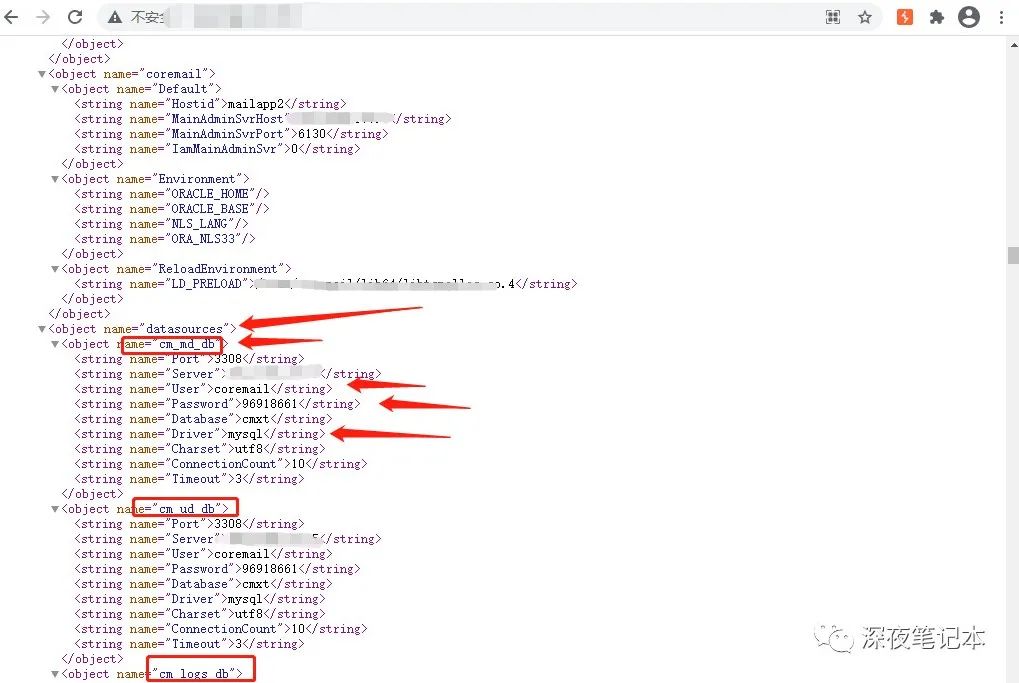 不安全
</object>
</object>
▼<object name="coremail">
▼<object name="Default">
<string name="Hostid">mailapp2</string>
<string name="MainAdminSvrHost" </string>
<string name="MainAdminSvrPort">6130</string>
<string name="IamMainAdminSvr">0</string>
</object>
▼<object name="Environment">
<string name="ORACLE_HOME"/>
<string name="ORACLE_BASE"/>
<string name="NLS_LANG"/>
<string name="ORA_NLS33"/>
</object>
▼<object name="ReloadEnvironment">
<string name="LD_PRELOAD"> .4</string>
</object>
</object>
▼<object name="datasources">
▼<object name="cm_md_db">
<string name="Port">3308</string>
<string name="Server" </string>
<string name="User">coremail</string>
<string name="Password">96918661</string>
<string name="Database">cmxt</string>
<string name="Driver">mysql</string>
<string name="Charset">utf8</string>
<string name="ConnectionCount">10</string>
<string name="Timeout">3</string>
</object>
▼<object name="cm_ud_db">
<string name="Port">3308</string>
<string name="Server" </string>
<string name="User">coremail</string>
<string name="Password">96918661</string>
<string name="Database">cmxt</string>
<string name="Driver">mysql</string>
<string name="Charset">utf8</string>
<string name="ConnectionCount">10</string>
<string name="Timeout">3</string>
</object>
▼<object name="cm_logs_db">
深夜笔记本